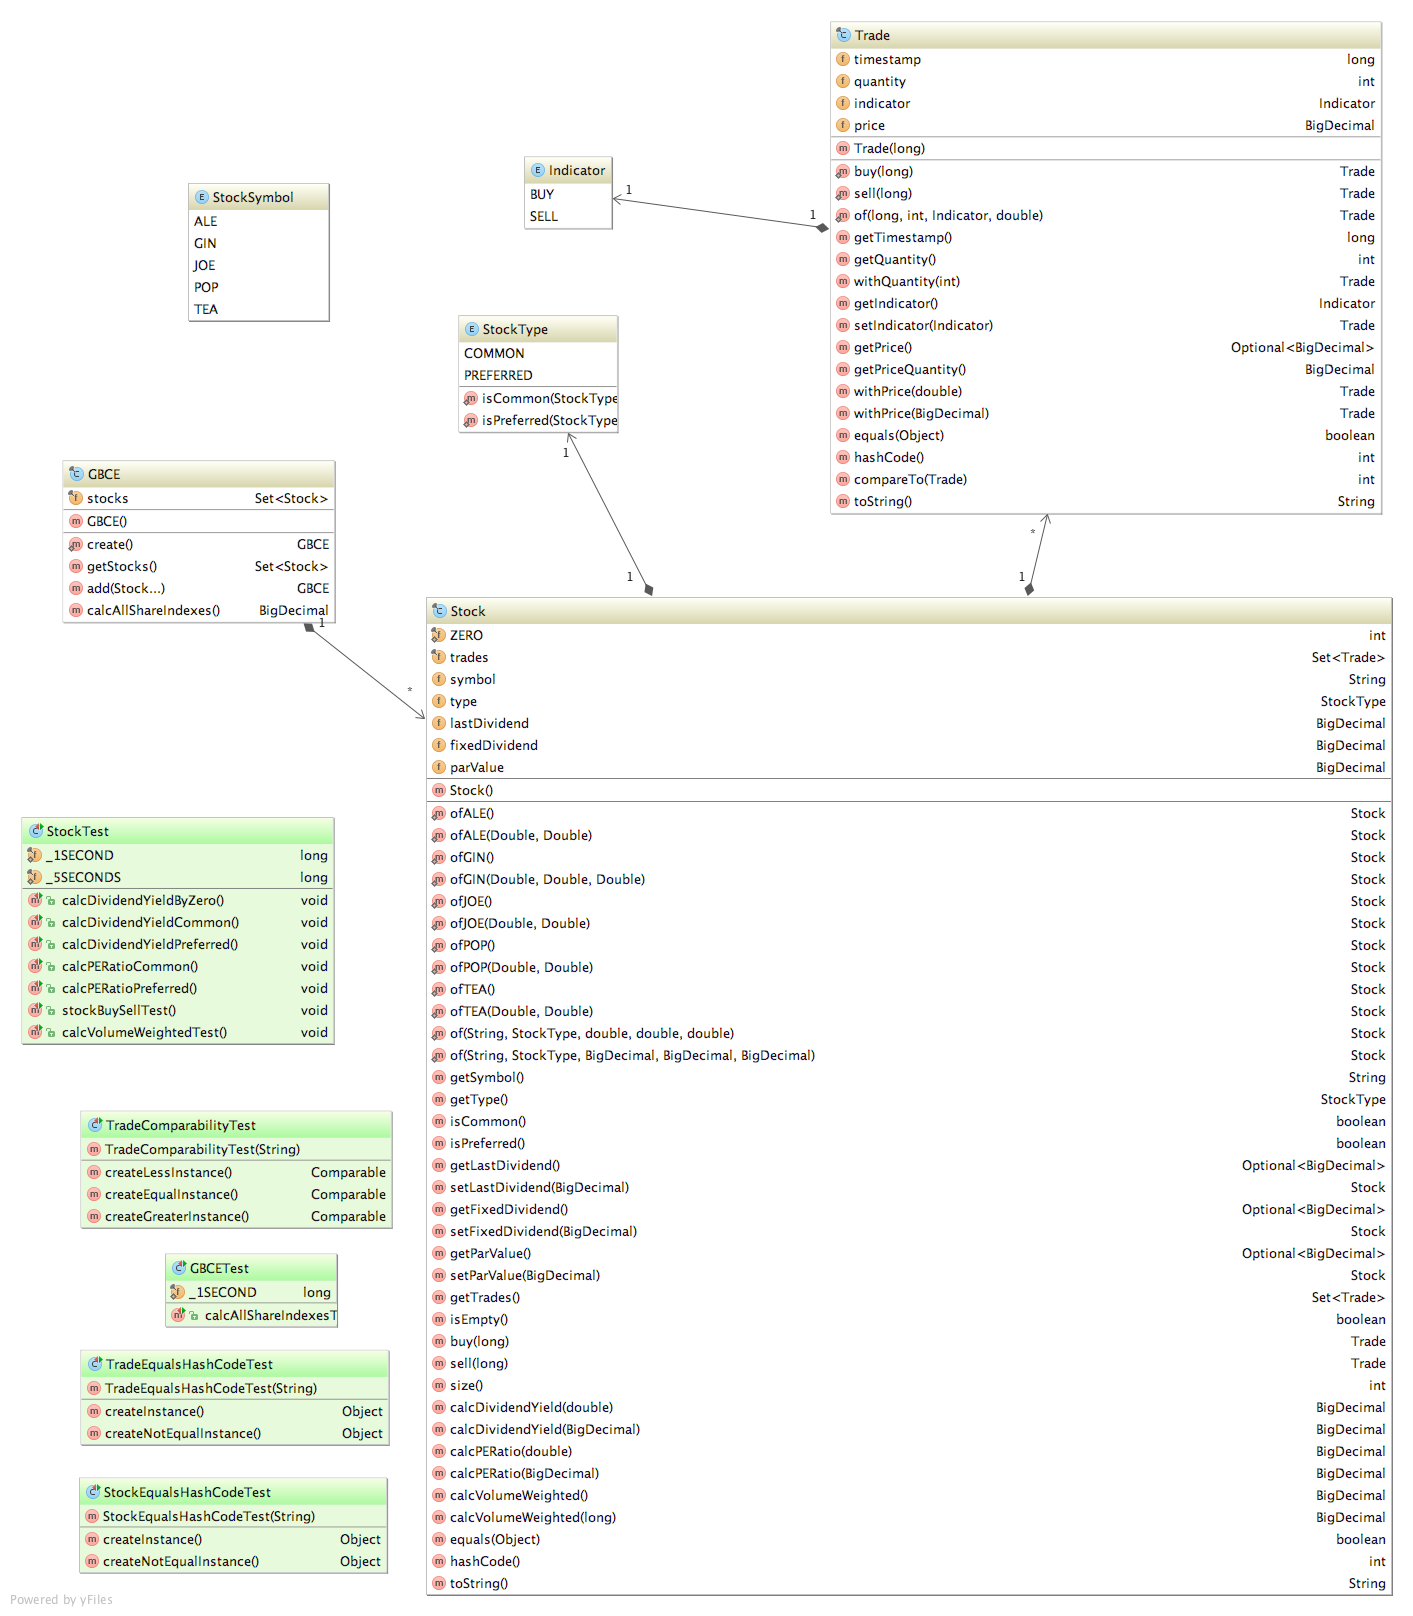 Trade
timestamp long
quantity int
indicator Indicator
price BigDecimal
Trade(long)
buy(long) Trade
sell(long) Trade
of(long, int, Indicator, double) Trade
getTimestamp() long
getQuantity() int
withQuantity(int) Trade
getIndicator() Indicator
setIndicator(Indicator) Trade
getPrice() Optional<BigDecimal>
getPriceQuantity() BigDecimal
withPrice(double) Trade
withPrice(BigDecimal) Trade
equals(Object) boolean
hashCode() int
compareTo(Trade) int
toString() String
Indicator
BUY
SELL
1
1
StockSymbol
ALE
GIN
JOE
POP
TEA
StockType
COMMON
PREFERRED
isCommon(StockType
isPreferred(StockType
1
1
*
1
GBCE
stocks Set<Stock>
GBCE()
create() GBCE
getStocks() Set<Stock>
add(Stock...) GBCE
calcAllShareIndexes() BigDecimal
1
*
Stock
ZERO int
trades Set<Trade>
symbol String
type StockType
lastDividend BigDecimal
fixedDividend BigDecimal
parValue BigDecimal
Stock()
ofALE() Stock
ofALE(Double, Double) Stock
ofGIN() Stock
ofGIN(Double, Double, Double) Stock
ofJOE() Stock
ofJOE(Double, Double) Stock
ofPOP() Stock
ofPOP(Double, Double) Stock
ofTEA() Stock
ofTEA(Double, Double) Stock
of(String, StockType, double, double, double) Stock
of(String, StockType, BigDecimal, BigDecimal, BigDecimal) Stock
getSymbol() String
getType() StockType
isCommon() boolean
isPreferred() boolean
getLastDividend() Optional<BigDecimal>
setLastDividend(BigDecimal) Stock
getFixedDividend() Optional<BigDecimal>
setFixedDividend(BigDecimal) Stock
getParValue() Optional<BigDecimal>
setParValue(BigDecimal) Stock
getTrades() Set<Trade>
isEmpty() boolean
buy(long) Trade
sell(long) Trade
size() int
calcDividendYield(double) BigDecimal
calcDividendYield(BigDecimal) BigDecimal
calcPERatio(double) BigDecimal
calcPERatio(BigDecimal) BigDecimal
calcVolumeWeighted() BigDecimal
calcVolumeWeighted(long) BigDecimal
equals(Object) boolean
hashCode() int
toString() String
StockTest
_1SECOND long
_5SECONDS long
calcDividendYieldByZero() void
calcDividendYieldCommon() void
calcDividendYieldPreferred() void
calcPERatioCommon() void
calcPERatioPreferred() void
stockBuySellTest() void
calcVolumeWeightedTest() void
TradeComparabilityTest
TradeComparabilityTest(String)
createLessInstance() Comparable
createEqualInstance() Comparable
createGreaterInstance() Comparable
GBCETest
_1SECOND long
calcAllShareIndexesT
TradeEqualsHashCodeTest
TradeEqualsHashCodeTest(String)
createInstance() Object
createNotEqualInstance() Object
StockEqualsHashCodeTest
StockEqualsHashCodeTest(String)
createInstance() Object
createNotEqualInstance() Object
Powered by yFiles